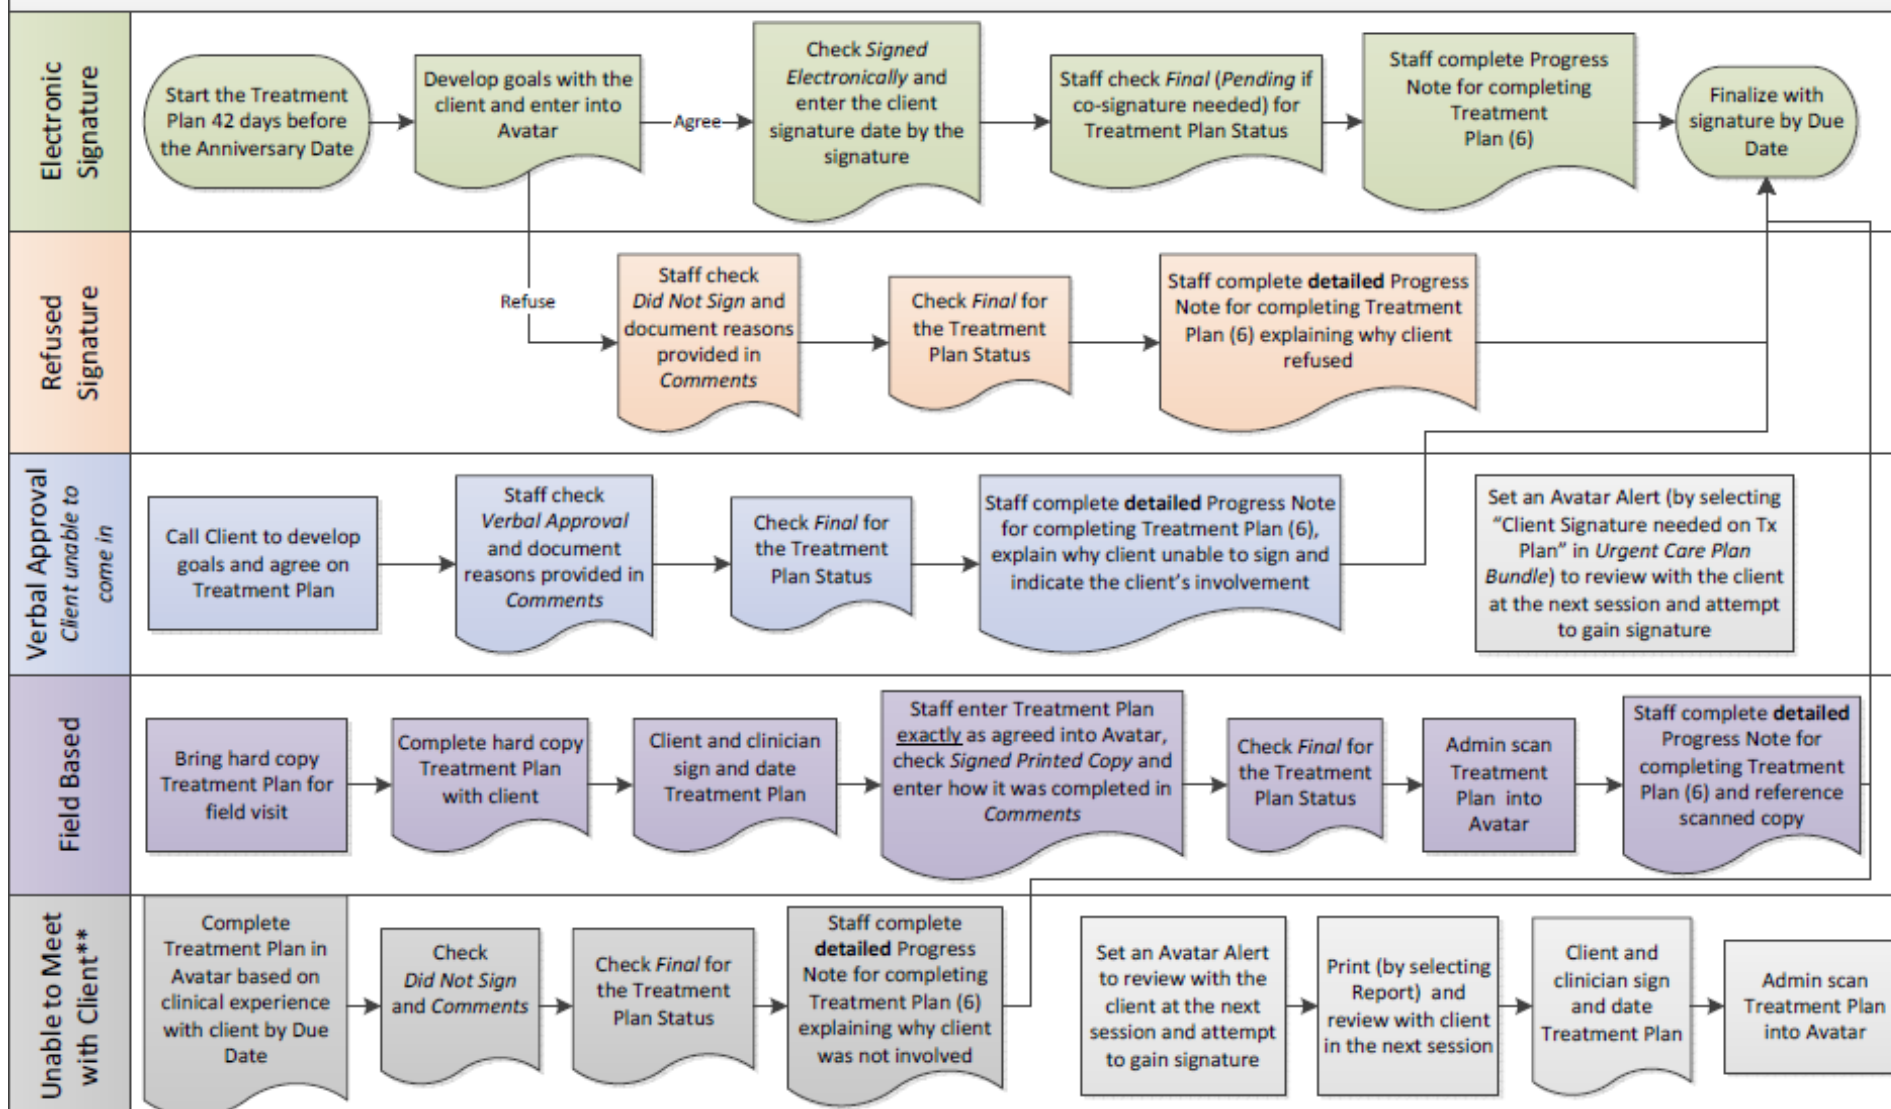 Electronic
Signature
Start the Treatment
Plan 42 days before
the Anniversary Date
Develop goals with the
client and enter into
Avatar
Agree
Check Signed
Electronically and
enter the client
signature date by the
signature
Staff check Final (Pending if
co-signature needed) for
Treatment Plan Status
Staff complete Progress
Note for completing
Treatment
Plan (6)
Finalize with
signature by Due
Date
Refused
Signature
Refuse
Staff check
Did Not Sign and
document reasons
provided in
Comments
Check Final for
the Treatment
Plan Status
Staff complete detailed Progress
Note for completing Treatment
Plan (6) explaining why client
refused
Verbal Approval
Client unable to
come in
Call Client to develop
goals and agree on
Treatment Plan
Staff check
Verbal Approval
and document
reasons provided in
Comments
Check Final for
the Treatment
Plan Status
Staff complete detailed Progress Note
for completing Treatment Plan (6),
explain why client unable to sign and
indicate the client's involvement
Set an Avatar Alert (by selecting
"Client Signature needed on Tx
Plan" in Urgent Care Plan
Bundle) to review with the client
at the next session and attempt
to gain signature
Field Based
Bring hard copy
Treatment Plan for
field visit
Complete hard copy
Treatment Plan
with client
Client and clinician
sign and date
Treatment Plan
Staff enter Treatment Plan
exactly as agreed into Avatar,
check Signed Printed Copy and
enter how it was completed in
Comments
Check Final for
the Treatment
Plan Status
Admin scan
Treatment
Plan into
Avatar
Staff complete detailed
Progress Note for
completing Treatment
Plan (6) and reference
scanned copy
Unable to Meet
with Client**
Complete
Treatment Plan in
Avatar based on
clinical experience
with client by Due
Date
Check
Did Not Sign
and Comments
Check Final for
the Treatment
Plan Status
Staff complete
detailed Progress
Note for completing
Treatment Plan (6)
explaining why client
was not involved
Set an Avatar Alert
to review with the
client at the next
session and attempt
to gain signature
Print (by selecting
Report) and
review with client
in the next session
Client and
clinician sign
and date
Treatment Plan
Admin scan
Treatment Plan
into Avatar